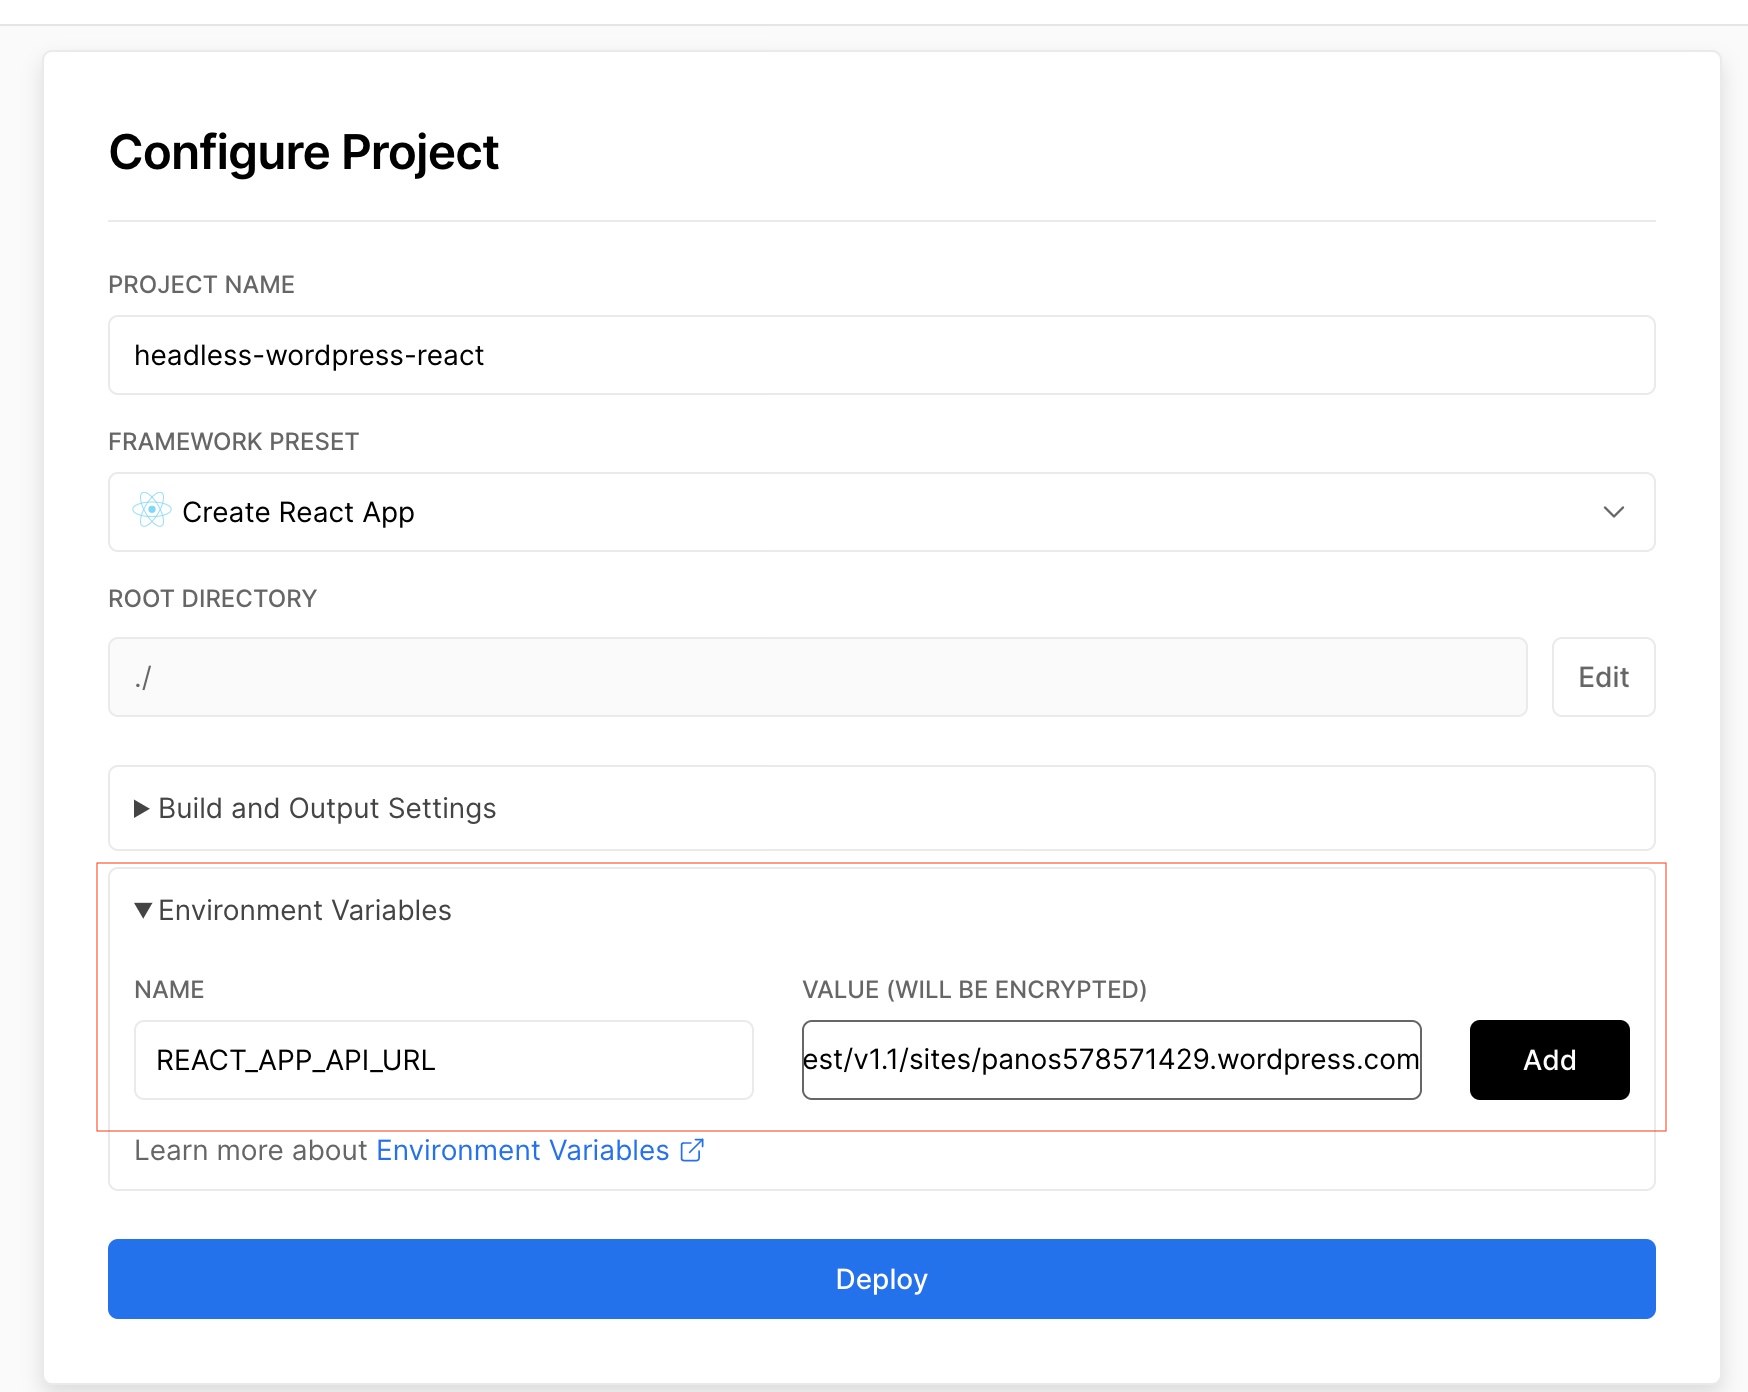 Configure Project
PROJECT NAME
headless-wordpress-react
FRAMEWORK PRESET
Create React App
ROOT DIRECTORY
./
Edit
Build and Output Settings
Environment Variables
NAME
VALUE (WILL BE ENCRYPTED)
REACT_APP_API_URL
est/v1.1/sites/panos578571429.wordpress.com
Add
Learn more about Environment Variables
Deploy